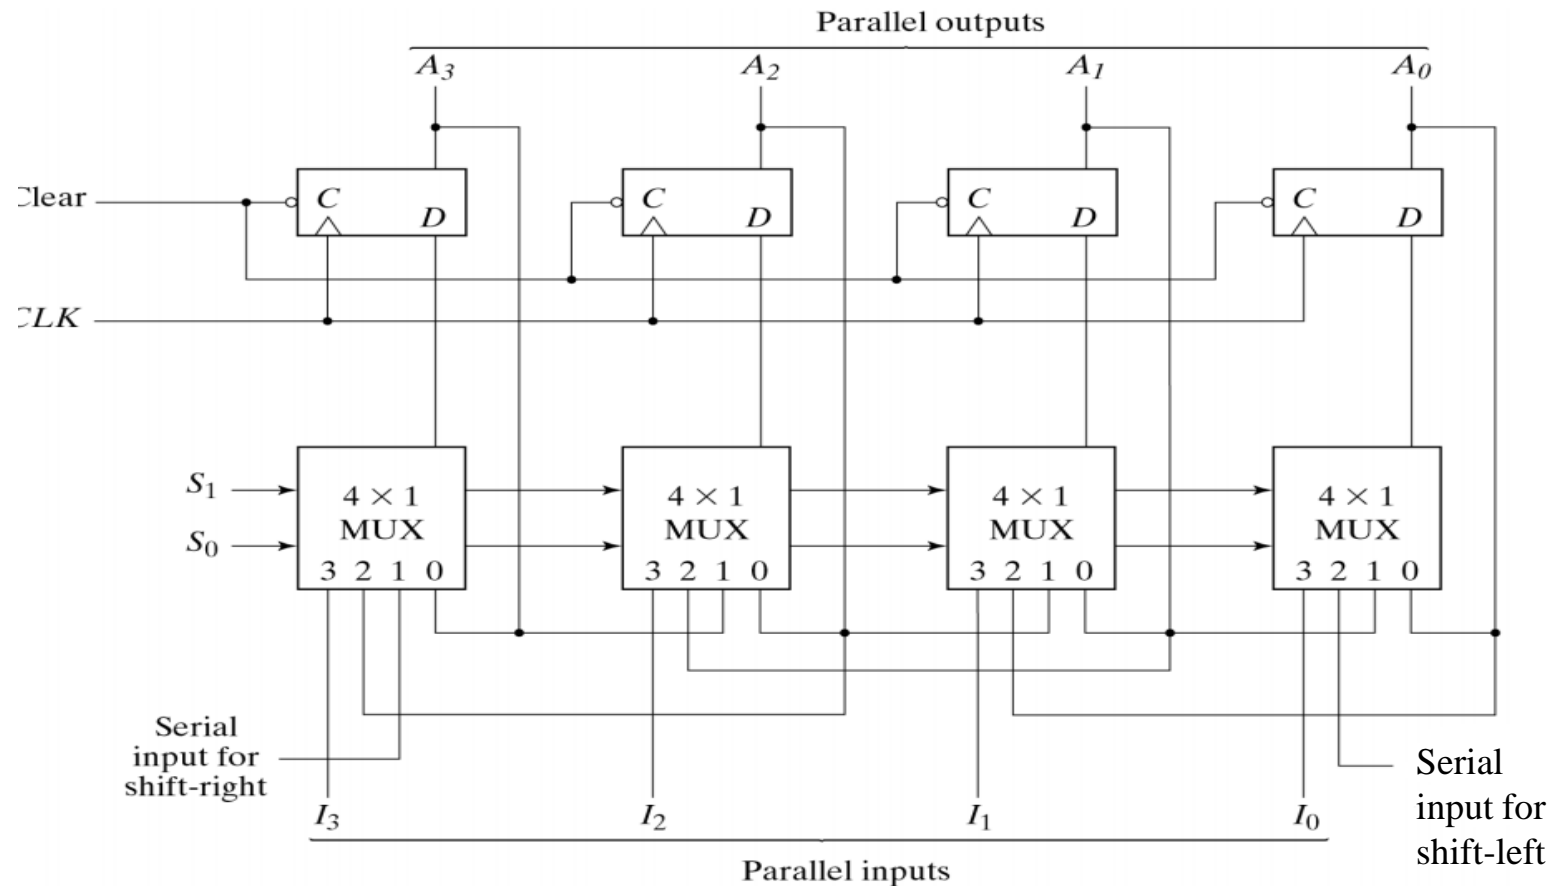 Parallel outputs
A3 A2 A1 A0
Clear C D C D C D C D
CLK
S1 4 × 1 4 × 1 4 × 1 4 × 1
S0 MUX MUX MUX MUX
3 2 1 0 3 2 1 0 3 2 1 0 3 2 1 0
Serial
input for
shift-right
Serial
input for
shift-left
I3 I2 I1 I0
Parallel inputs